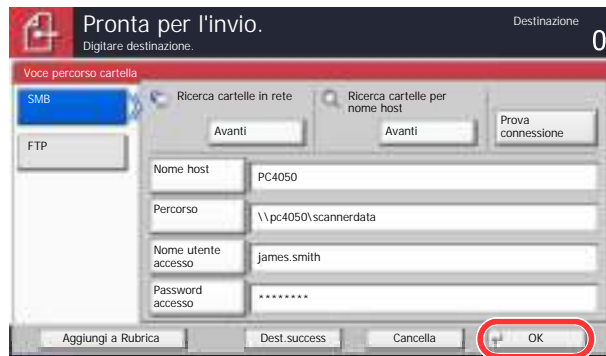 Pronta per l'invio.
Destinazione
Digitare destinazione.
0
Voce percorso cartella
SMB
FTP
Ricerca cartelle in rete
Avanti
Ricerca cartelle per
nome host
Avanti
Prova
connessione
Nome host
PC4050
Percorso
\\pc4050\scannerdata
Nome utente
accesso
james.smith
Password
accesso
********
Aggiungi a Rubrica
Dest.success
Cancella
OK